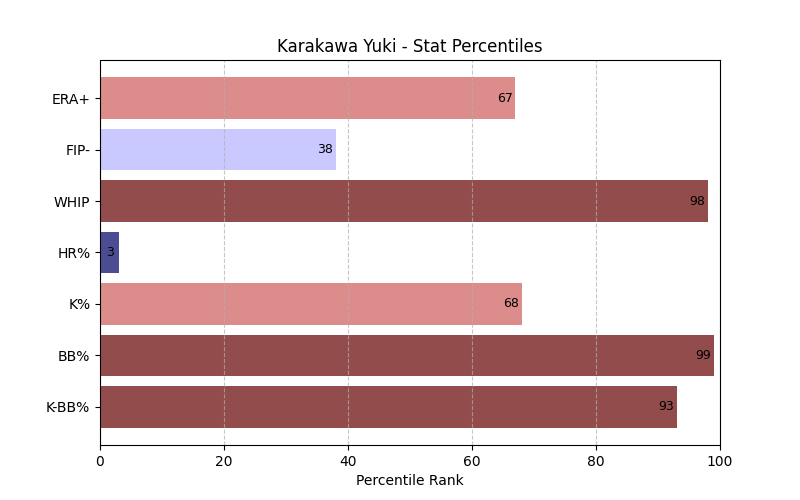 Karakawa Yuki - Stat Percentiles
ERA+ 67
FIP- 38
WHIP 98
HR% 3
K% 68
BB% 99
K-BB% 93
0 20 40 60 80 100
Percentile Rank